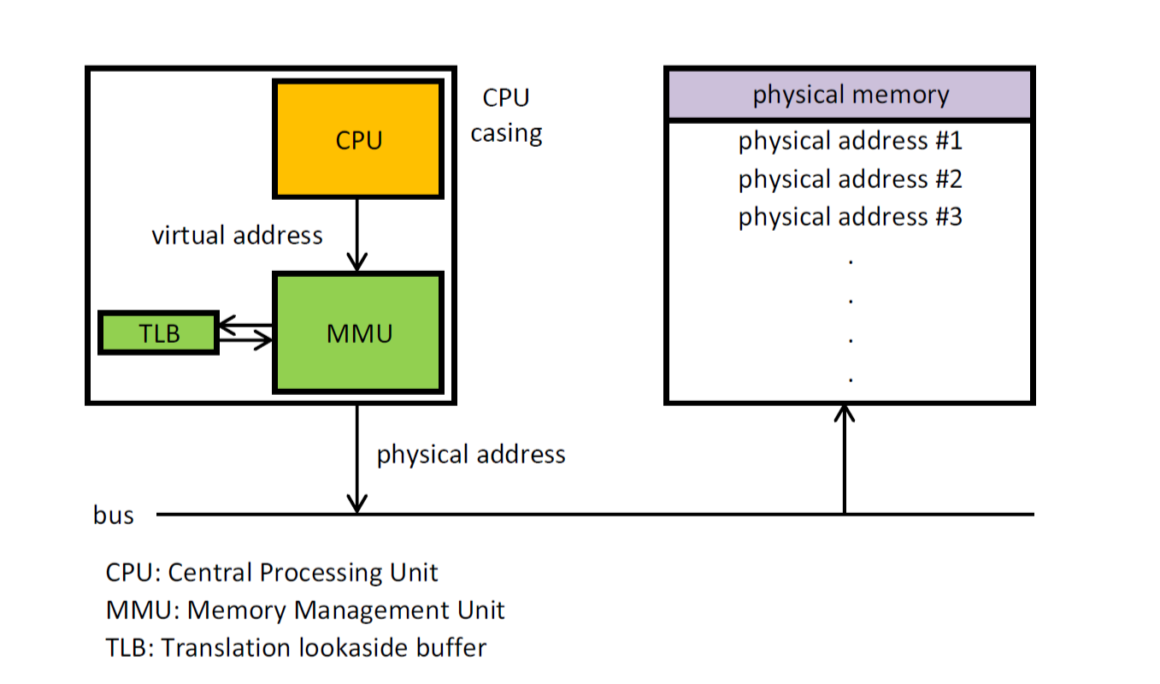 CPU
CPU
casing
virtual address
TLB
MMU
physical address
bus
physical memory
physical address #1
physical address #2
physical address #3
.
.
.
.
CPU: Central Processing Unit
MMU: Memory Management Unit
TLB: Translation lookaside buffer